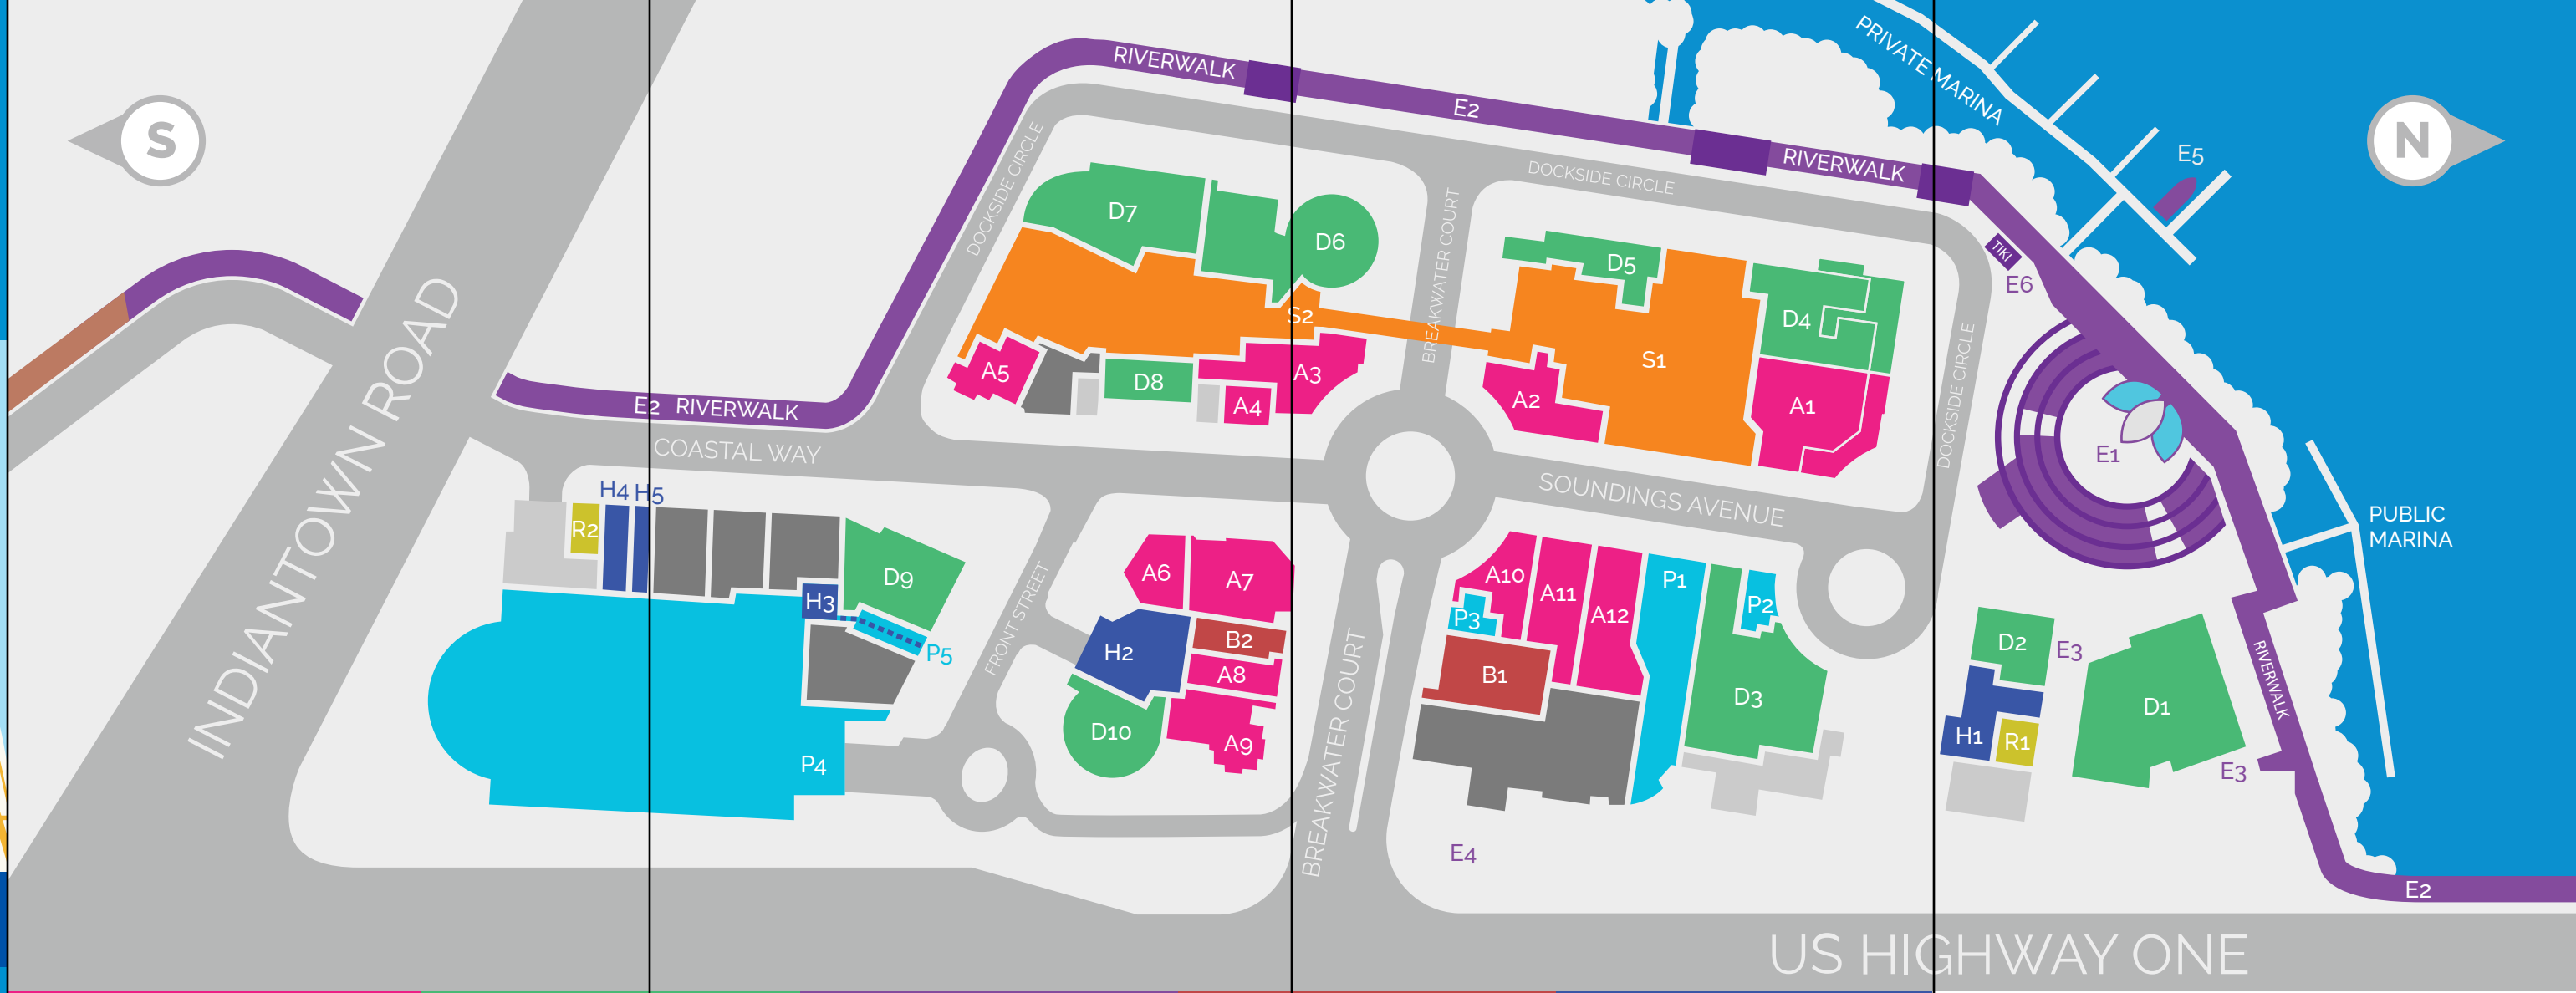 S
N
PRIVATE MARINA
RIVERWALK
E2
RIVERWALK
E5
DOCKSIDE CIRCLE
DOCKSIDE CIRCLE
BREAKWATER COURT
TIKI
E6
D7
D6
D5
D4
S2
S1
A5
D8
A3
A4
A2
A1
DOCKSIDE CIRCLE
E1
INDIANTOWN ROAD
E2 RIVERWALK
COASTAL WAY
SOUNDINGS AVENUE
PUBLIC
MARINA
H4 H5
R2
D9
H3
P5
P4
FRONT STREET
A6
A7
H2
B2
A8
D10
A9
BREAKWATER COURT
A10
A11
A12
P1
P2
P3
B1
D3
D2
E3
D1
H1
R1
E3
RIVERWALK
E4
E2
US HIGHWAY ONE